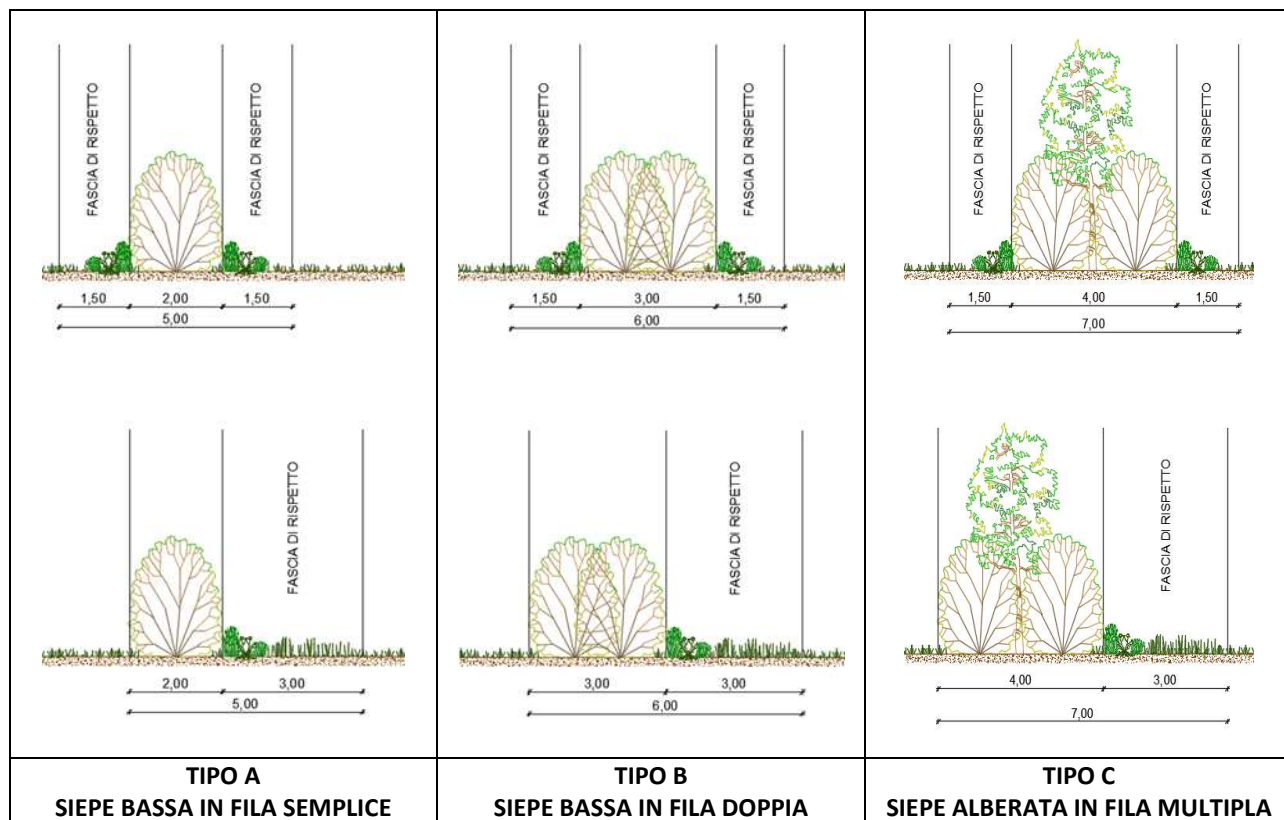 FASCIA DI RISPETTO
FASCIA DI RISPETTO
1,50 2,00 1,50
5,00
FASCIA DI RISPETTO
2,00 3,00
5,00
TIPO A
SIEPE BASSA IN FILA SEMPLICE
FASCIA DI RISPETTO
FASCIA DI RISPETTO
1,50 3,00 1,50
6,00
FASCIA DI RISPETTO
3,00 3,00
6,00
TIPO B
SIEPE BASSA IN FILA DOPPIA
FASCIA DI RISPETTO
FASCIA DI RISPETTO
1,50 4,00 1,50
7,00
FASCIA DI RISPETTO
4,00 3,00
7,00
TIPO C
SIEPE ALBERATA IN FILA MULTIPLA